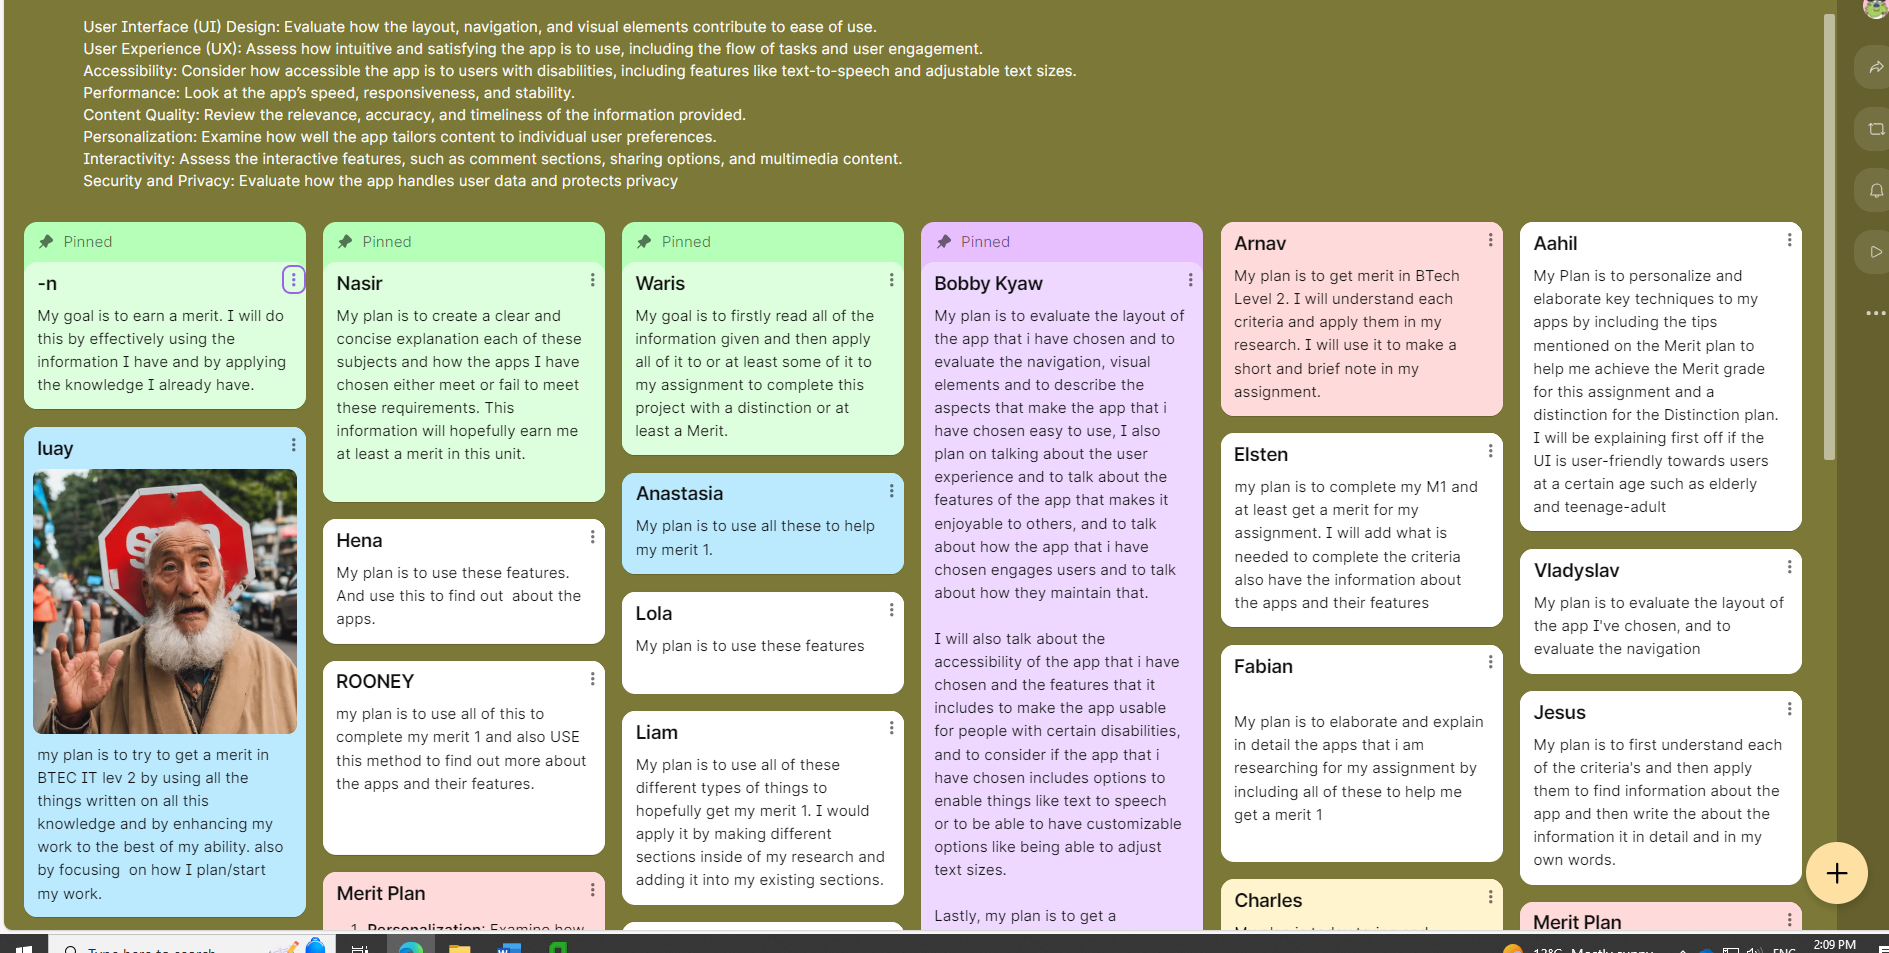 User Interface (UI) Design: Evaluate how the layout, navigation, and visual elements contribute to ease of use.
User Experience (UX): Assess how intuitive and satisfying the app is to use, including the flow of tasks and user engagement.
Accessibility: Consider how accessible the app is to users with disabilities, including features like text-to-speech and adjustable text sizes.
Performance: Look at the app's speed, responsiveness, and stability.
Content Quality: Review the relevance, accuracy, and timeliness of the information provided.
Personalization: Examine how well the app tailors content to individual user preferences.
Interactivity: Assess the interactive features, such as comment sections, sharing options, and multimedia content.
Security and Privacy: Evaluate how the app handles user data and protects privacy
Pinned
-n
My goal is to earn a merit. I will do
this by effectively using the
information I have and by applying
the knowledge I already have.
luay
my plan is to try to get a merit in
BTEC IT lev 2 by using all the
things written on all this
knowledge and by enhancing my
work to the best of my ability. also
by focusing  on how I plan/start
my work.
Pinned
Nasir
My plan is to create a clear and
concise explanation each of these
subjects and how the apps I have
chosen either meet or fail to meet
these requirements. This
information will hopefully earn me
at least a merit in this unit.
Hena
My plan is to use these features.
And use this to find out  about the
apps.
ROONEY
my plan is to use all of this to
complete my merit 1 and also USE
this method to find out more about
the apps and their features.
Merit Plan
1. Personalization: Examine how
Pinned
Waris
My goal is to firstly read all of the
information given and then apply
all of it to or at least some of it to
my assignment to complete this
project with a distinction or at
least a Merit.
Anastasia
My plan is to use all these to help
my merit 1.
Lola
My plan is to use these features
Liam
My plan is to use all of these
different types of things to
hopefully get my merit 1. I would
apply it by making different
sections inside of my research and
adding it into my existing sections.
Pinned
Bobby Kyaw
My plan is to evaluate the layout of
the app that i have chosen and to
evaluate the navigation, visual
elements and to describe the
aspects that make the app that i
have chosen easy to use, I also
plan on talking about the user
experience and to talk about the
features of the app that makes it
enjoyable to others, and to talk
about how the app that i have
chosen engages users and to talk
about how they maintain that.
I will also talk about the
accessibility of the app that i have
chosen and the features that it
includes to make the app usable
for people with certain disabilities,
and to consider if the app that i
have chosen includes options to
enable things like text to speech
or to be able to have customizable
options like being able to adjust
text sizes.
Lastly, my plan is to get a
Arnav
My plan is to get merit in BTech
Level 2. I will understand each
criteria and apply them in my
research. I will use it to make a
short and brief note in my
assignment.
Elsten
my plan is to complete my M1 and
at least get a merit for my
assignment. I will add what is
needed to complete the criteria
also have the information about
the apps and their features
Fabian
My plan is to elaborate and explain
in detail the apps that i am
researching for my assignment by
including all of these to help me
get a merit 1
Charles
Aahil
My Plan is to personalize and
elaborate key techniques to my
apps by including the tips
mentioned on the Merit plan to
help me achieve the Merit grade
for this assignment and a
distinction for the Distinction plan.
I will be explaining first off if the
UI is user-friendly towards users
at a certain age such as elderly
and teenage-adult
Vladyslav
My plan is to evaluate the layout of
the app I've chosen, and to
evaluate the navigation
Jesus
My plan is to first understand each
of the criteria's and then apply
them to find information about the
app and then write the about the
information it in detail and in my
own words.
Merit Plan
Type here to search
13°C Mostly sunny
ENG
2:09 PM